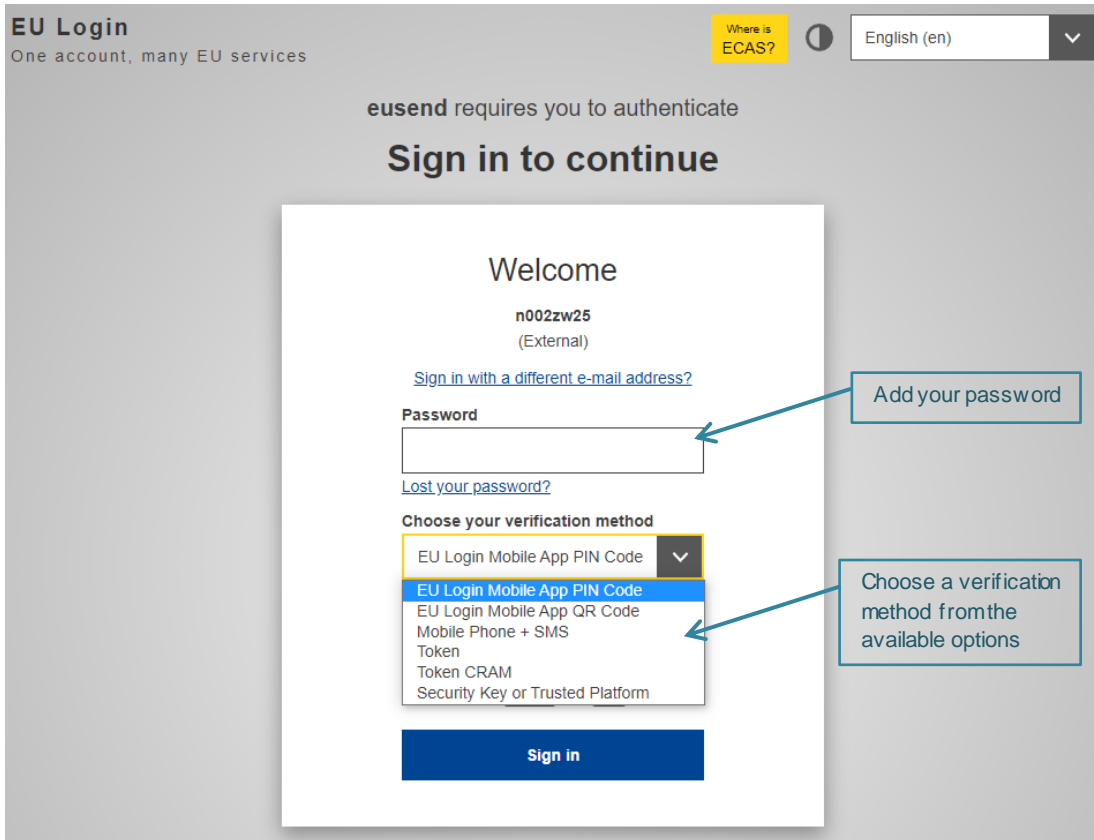 EU Login
One account, many EU services
Where is
ECAS?
English (en)
eusend requires you to authenticate
Sign in to continue
Welcome
n002zw25
(External)
Sign in with a different e-mail address?
Password
Add your password
Lost your password?
Choose your verification method
EU Login Mobile App PIN Code
EU Login Mobile App PIN Code
EU Login Mobile App QR Code
Mobile Phone + SMS
Token
Token CRAM
Security Key or Trusted Platform
Choose a verification
method from the
available options
Sign in